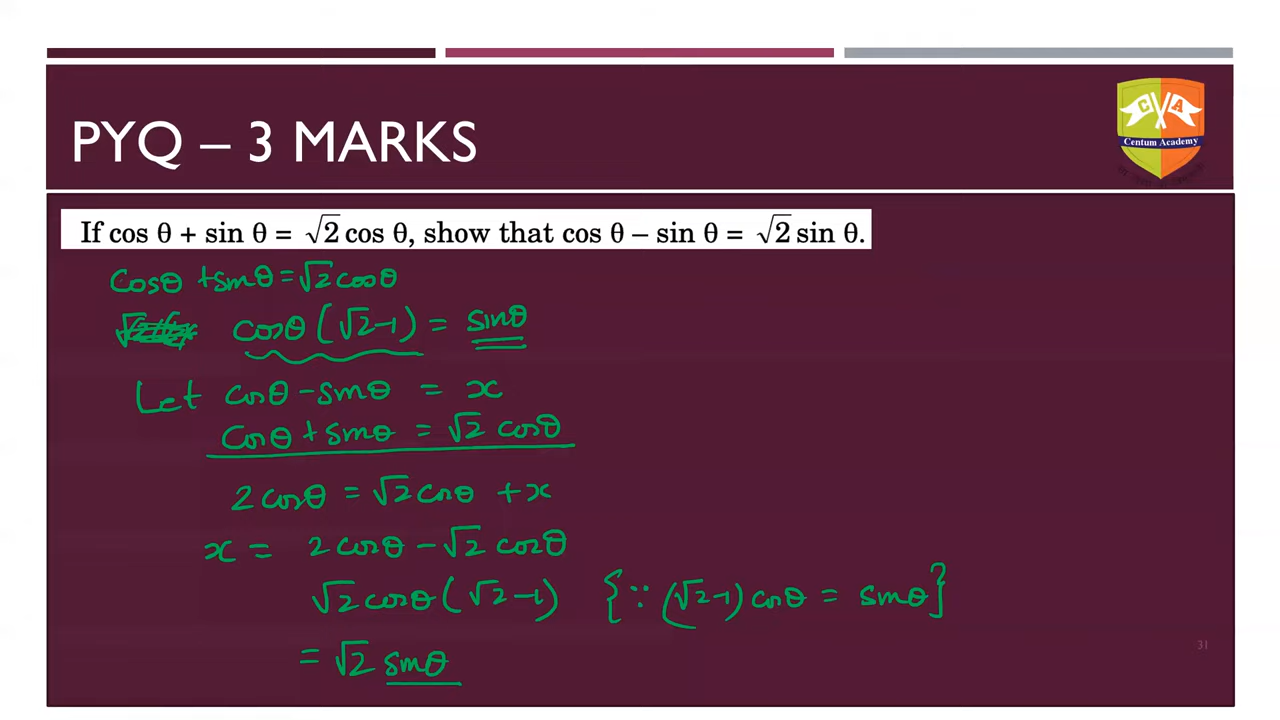 PYQ – 3 MARKS
C A
Centum Academy
If cos θ + sin θ = √2 cos θ, show that cos θ – sin θ = √2 sin θ.
cosθ + sinθ = √2 cosθ
cosθ (√2-1) = sinθ
Let cosθ - sinθ = x
cosθ + sinθ = √2 cosθ
2 cosθ = √2 cosθ + x
x = 2 cosθ - √2 cosθ
√2 cosθ (√2 - 1) {∵ (√2-1) cosθ = sinθ}
= √2 sinθ
31